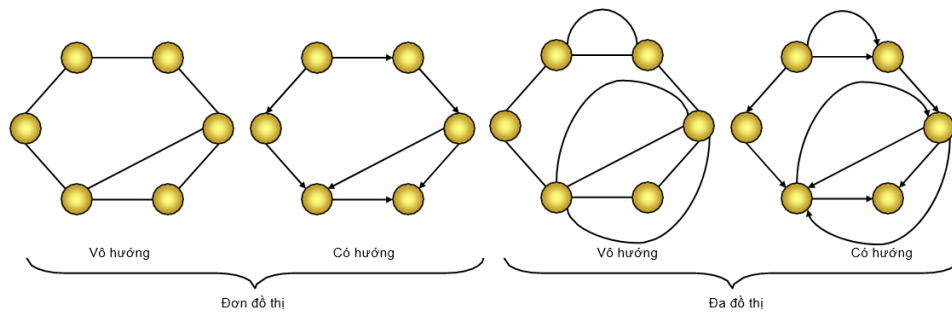 Vô hướng
Có hướng
Vô hướng
Có hướng
Đơn đồ thị
Đa đồ thị